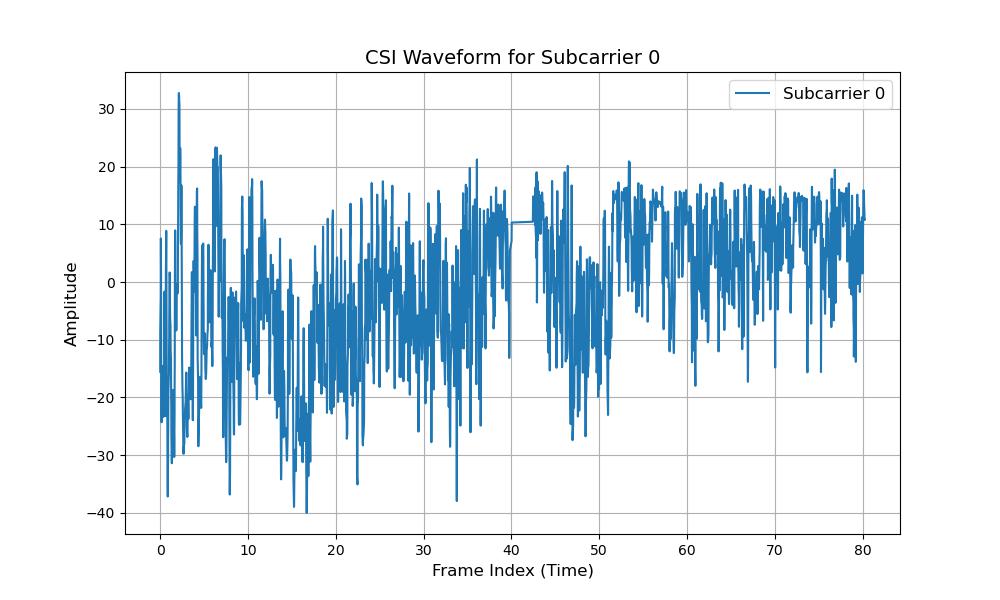 CSI Waveform for Subcarrier 0
Subcarrier 0
Amplitude
30
20
10
0
−10
−20
−30
−40
0 10 20 30 40 50 60 70 80
Frame Index (Time)